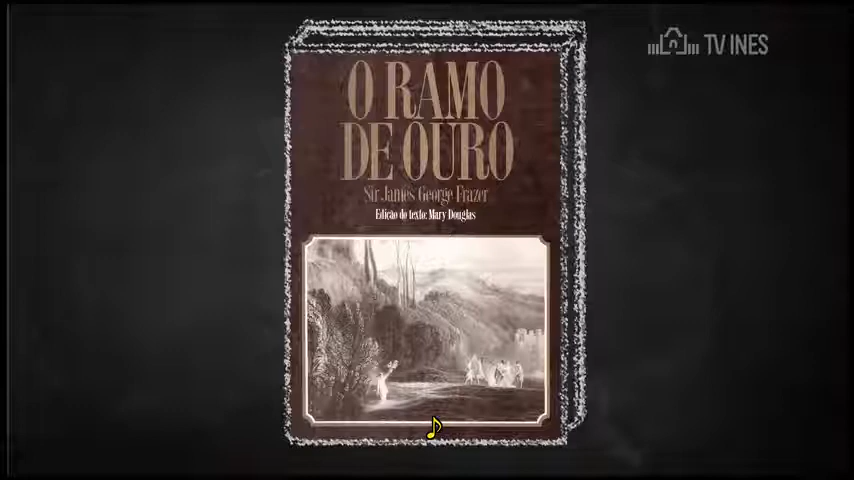 TV INES
O RAMO
DE OURO
Sir James George Frazer
Edição do texto: Mary Douglas